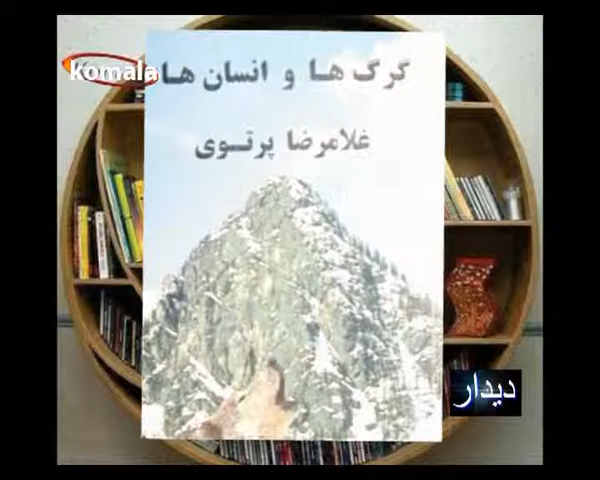 komala
گرگ ها و انسان ها
غلامرضا پرتوی
دیدار